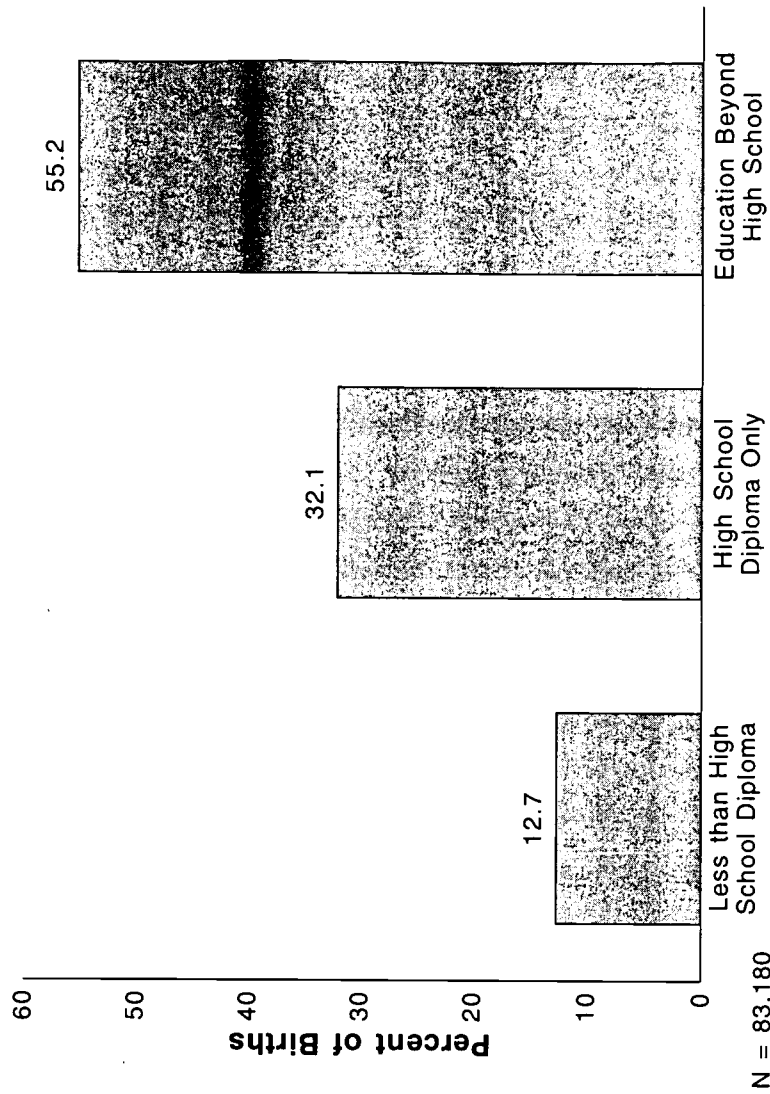 60
50
40
30
20
10
0
Percent of Births
12.7
32.1
55.2
Less than High
School Diploma
High School
Diploma Only
Education Beyond
High School
N = 83,180